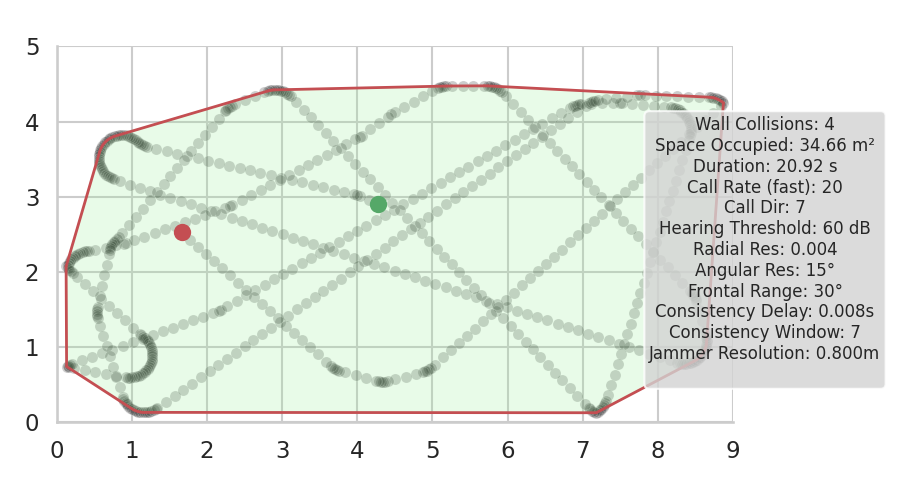 5
4
3
2
1
0
0 1 2 3 4 5 6 7 8 9
Wall Collisions: 4
Space Occupied: 34.66 m²
Duration: 20.92 s
Call Rate (fast): 20
Call Dir: 7
Hearing Threshold: 60 dB
Radial Res: 0.004
Angular Res: 15°
Frontal Range: 30°
Consistency Delay: 0.008s
Consistency Window: 7
Jammer Resolution: 0.800m